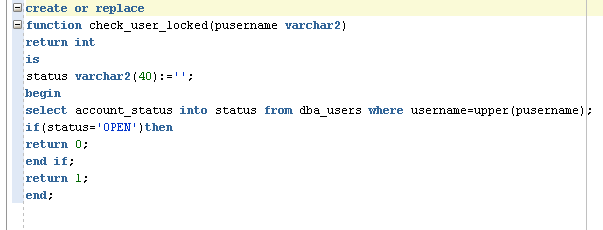 create or replace
function check_user_locked(pusername varchar2)
return int
is
status varchar2(40):='';
begin
select account_status into status from dba_users where username=upper(pusername);
if(status='OPEN')then
return 0;
end if;
return 1;
end;